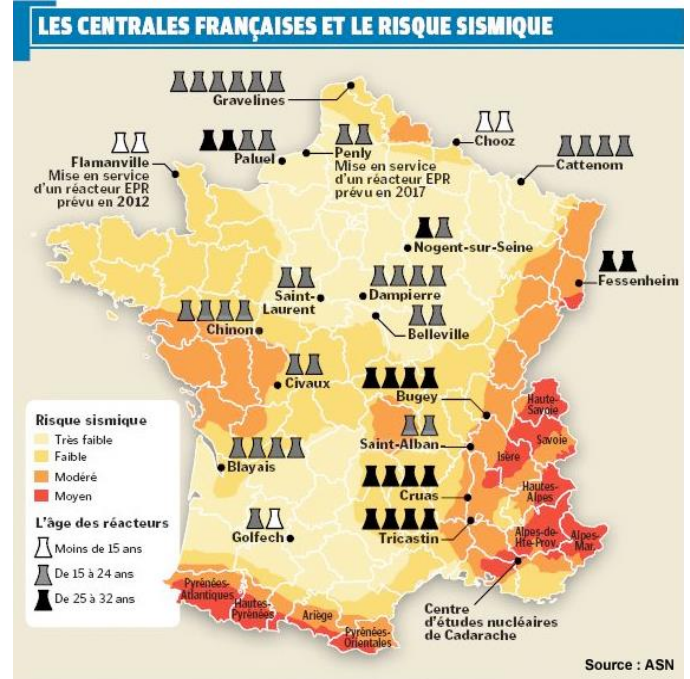 LES CENTRALES FRANÇAISES ET LE RISQUE SISMIQUE
Gravelines
Chooz
Flamanville
Mise en service
d'un réacteur EPR
prévu en 2012
Paluel
Penly
Mise en service
d'un réacteur EPR
prévu en 2017
Cattenom
Nogent-sur-Seine
Fessenheim
Saint-
Laurent
Dampierre
Belleville
Chinon
Civaux
Bugey
Haute-
Savoie
Savoie
Saint-Alban
Isère
Blayais
Cruas
Hautes-
Alpes
Golfech
Tricastin
Alpes-de-
Hte-Prov.
Alpes-
Mar.
Pyrénées-
Atlantiques
Hautes-
Pyrénées
Ariège
Pyrénées-
Orientales
Centre
d'études nucléaires
de Cadarache
Risque sismique
Très faible
Faible
Modéré
Moyen
L'âge des réacteurs
Moins de 15 ans
De 15 à 24 ans
De 25 à 32 ans
Source : ASN